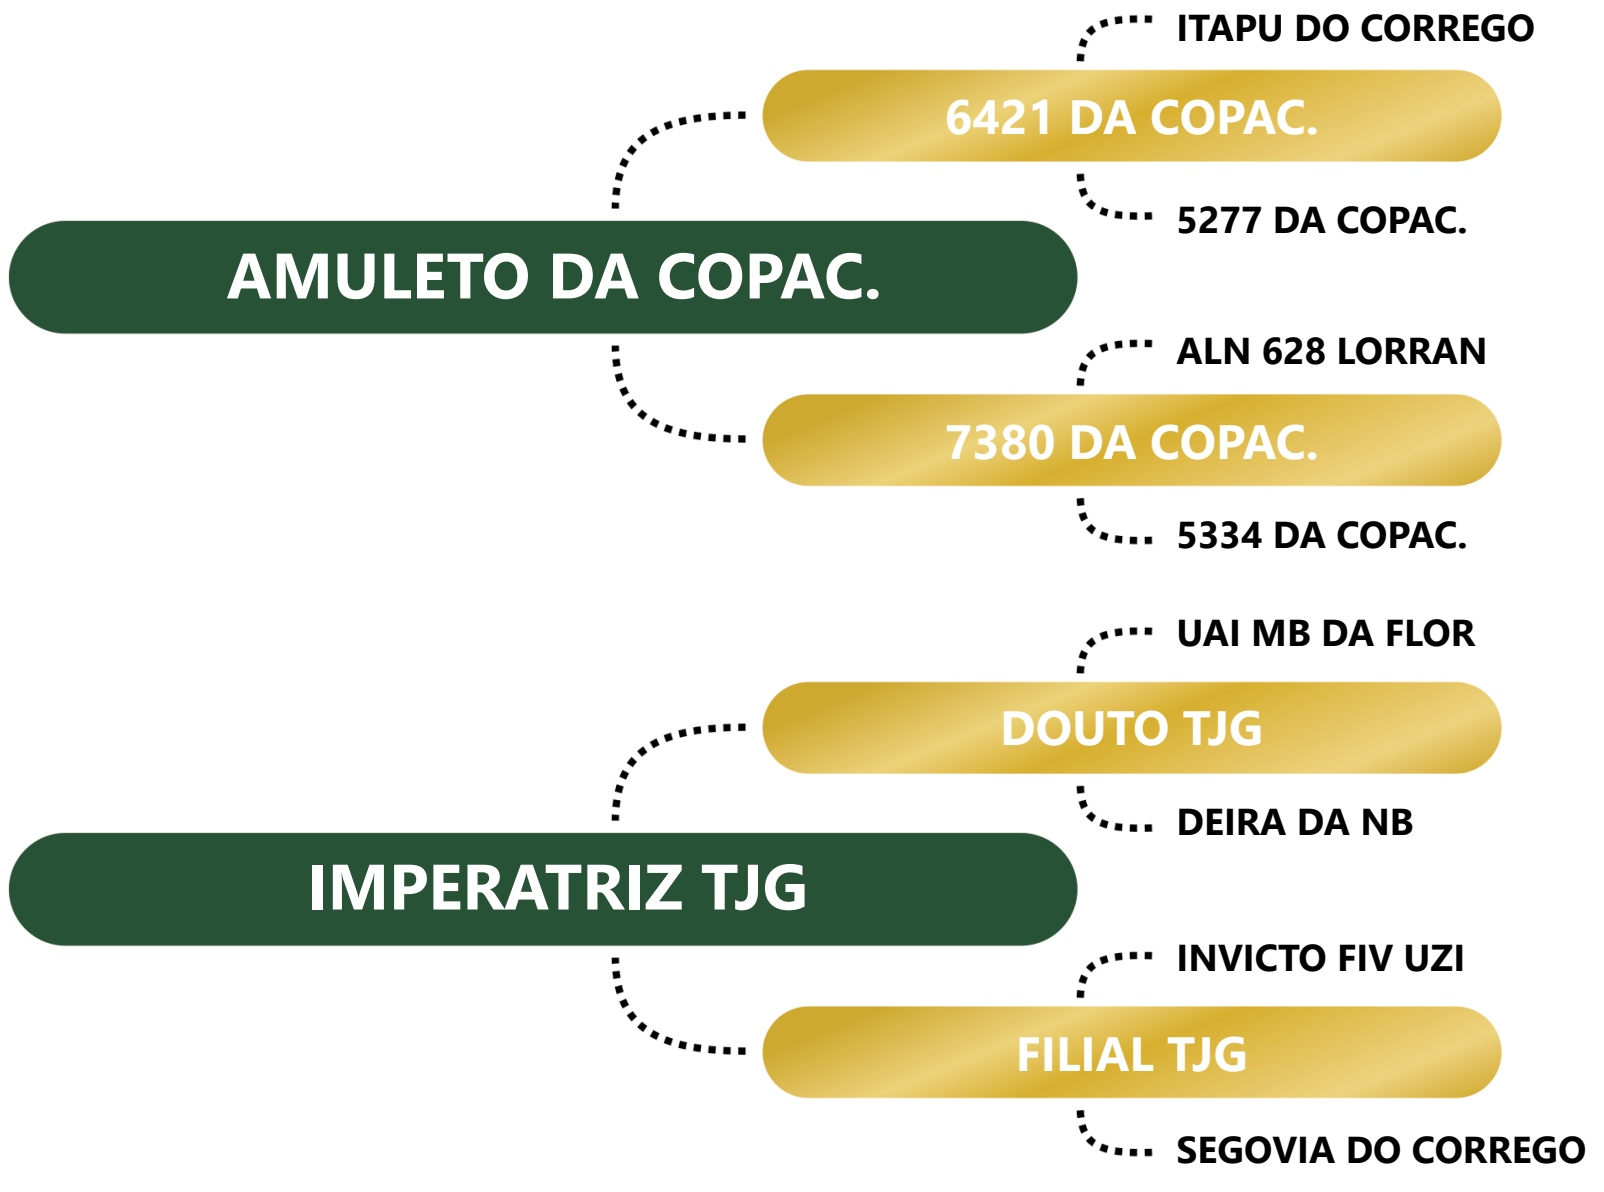 ITAPU DO CORREGO
6421 DA COPAC.
5277 DA COPAC.
AMULETO DA COPAC.
ALN 628 LORRAN
7380 DA COPAC.
5334 DA COPAC.
UAI MB DA FLOR
DOUTO TJG
DEIRA DA NB
IMPERATRIZ TJG
INVICTO FIV UZI
FILIAL TJG
SEGOVIA DO CORREGO